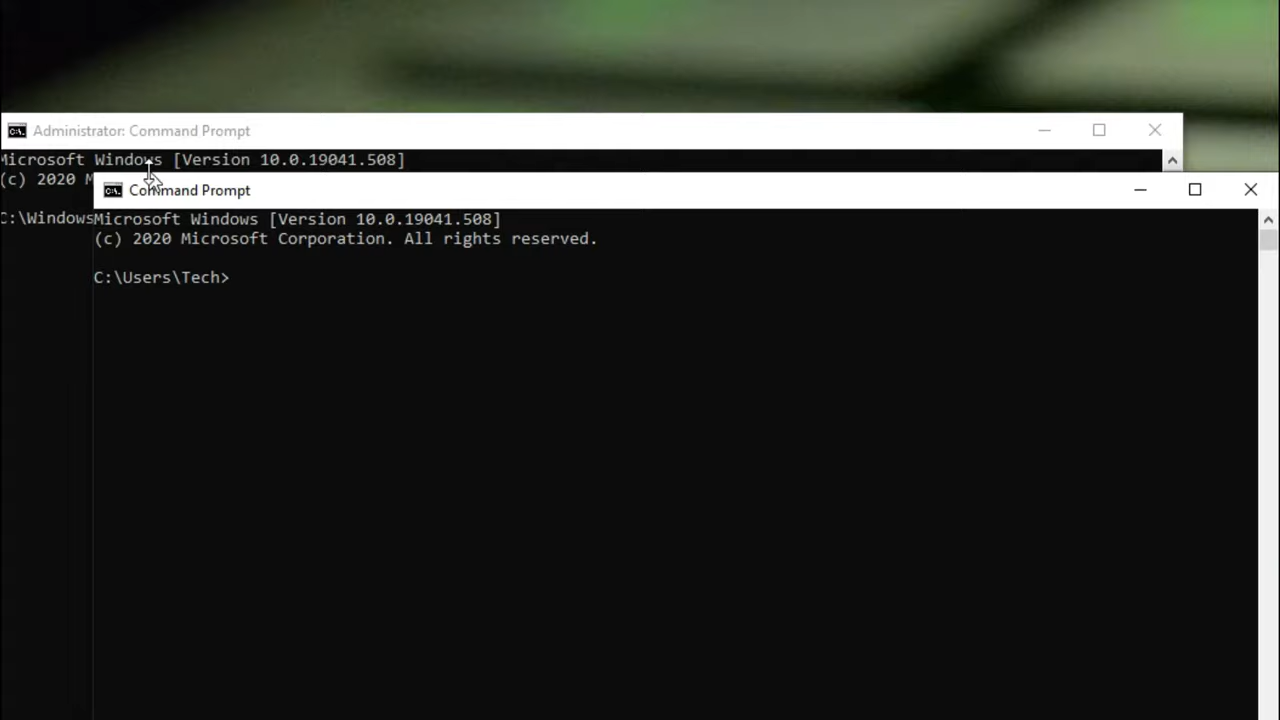 Administrator: Command Prompt
Microsoft Windows [Version 10.0.19041.508]
(c) 2020 M
C:\Windows
Command Prompt
Microsoft Windows [Version 10.0.19041.508]
(c) 2020 Microsoft Corporation. All rights reserved.
C:\Users\Tech>